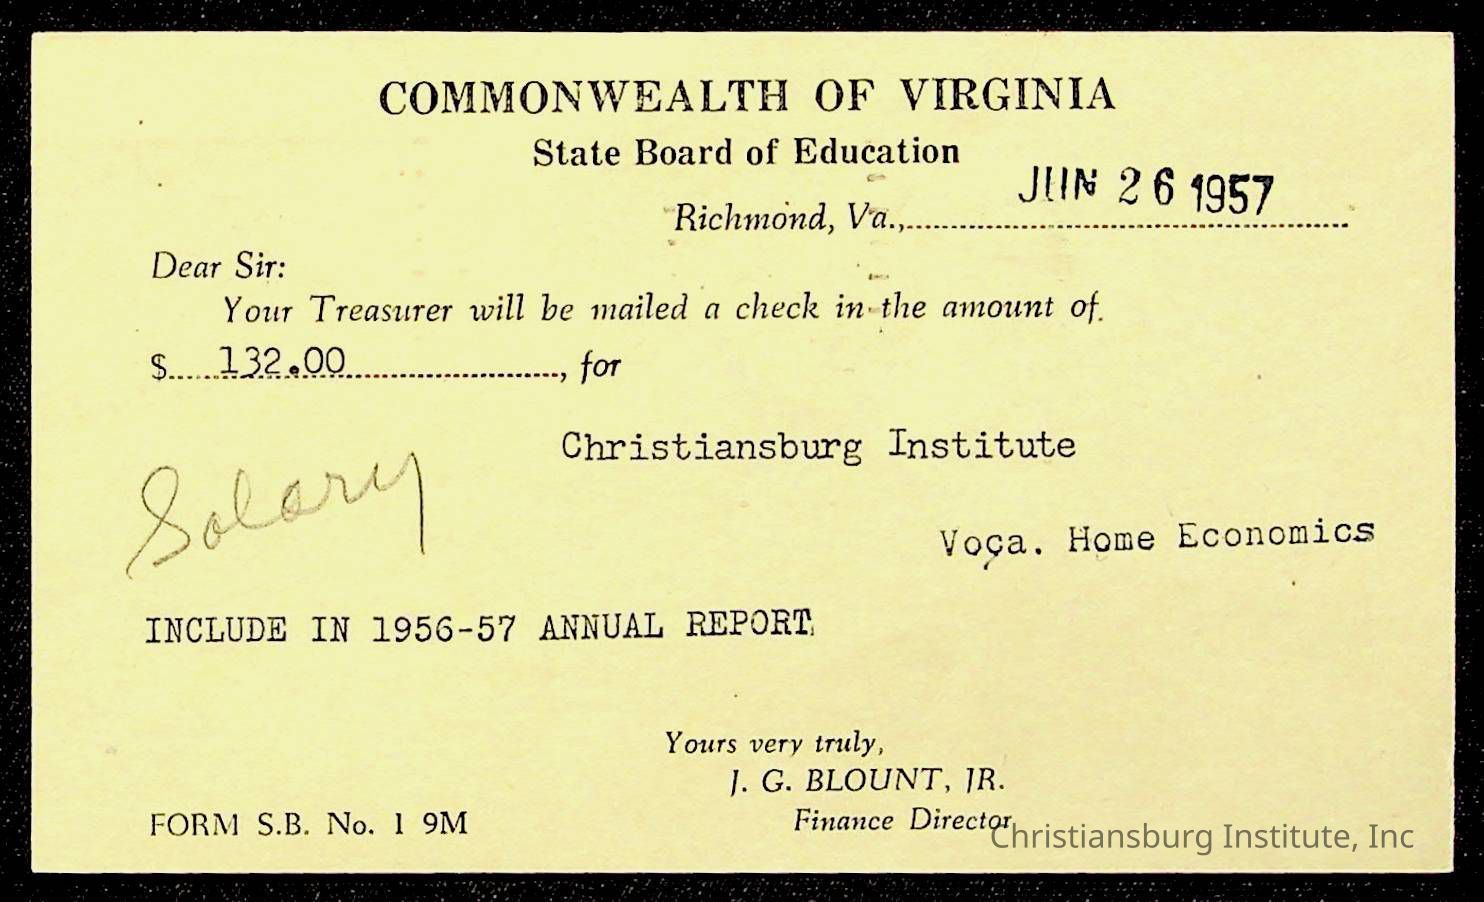 COMMONWEALTH OF VIRGINIA
State Board of Education
JUN 26 1957
Richmond, Va.,
Dear Sir:
Your Treasurer will be mailed a check in the amount of
$ 132.00, for
Christiansburg Institute
Salary
Voça. Home Economics
INCLUDE IN 1956-57 ANNUAL REPORT
Yours very truly,
J. G. BLOUNT, JR.
FORM S.B. No. 1 9M
Finance Director
Christiansburg Institute, Inc